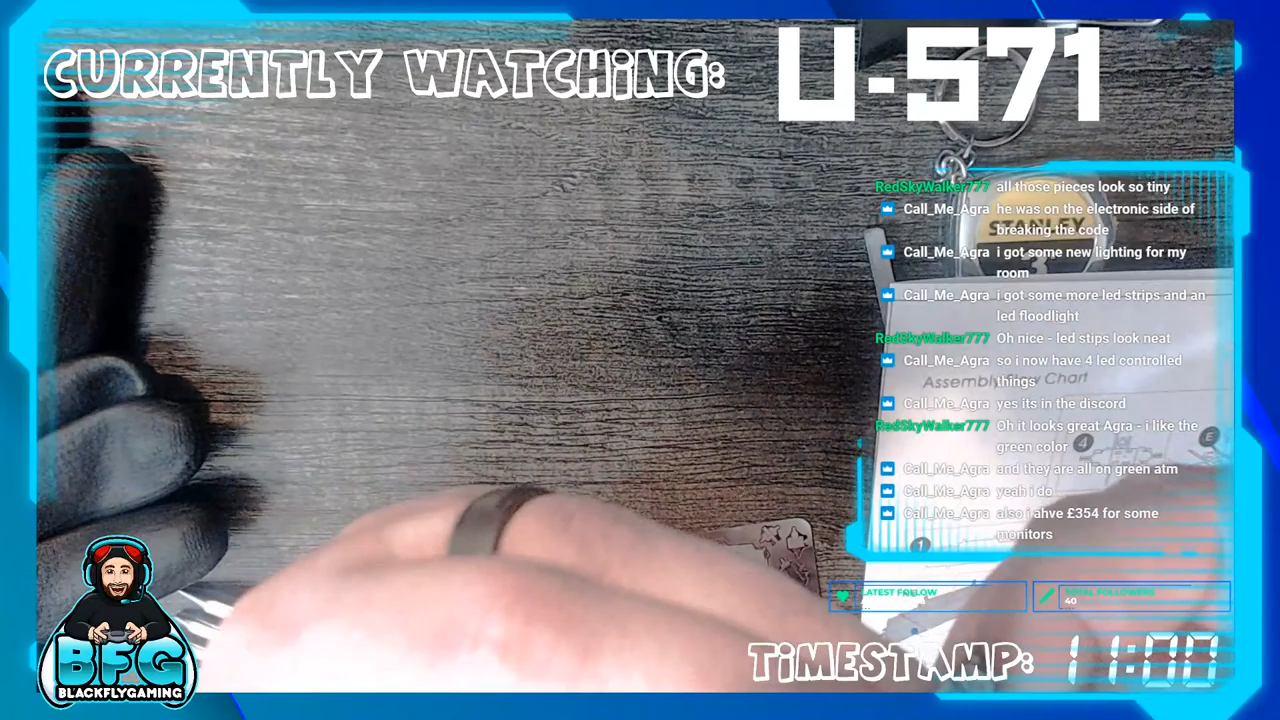 CURRENTLY WATCHING:
U-571
RedSkyWalker777 all those pieces look so tiny
Call_Me_Agra he was on the electronic side of
breaking the code
Call_Me_Agra i got some new lighting for my
room
Call_Me_Agra i got some more led strips and an
led floodlight
RedSkyWalker777 Oh nice - led stips look neat
Call_Me_Agra so i now have 4 led controlled
things
Call_Me_Agra yes its in the discord
RedSkyWalker777 Oh it looks great Agra - i like the
green color
Call_Me_Agra and they are all on green atm
Call_Me_Agra yeah i do
Call_Me_Agra also i ahve £354 for some
monitors
STANLEY
3
Assembly Flow Chart
4
E
1
LATEST FOLLOW
TOTAL FOLLOWERS
40
TiMESTAMP: 11:00
BFG
BLACKFLYGAMING